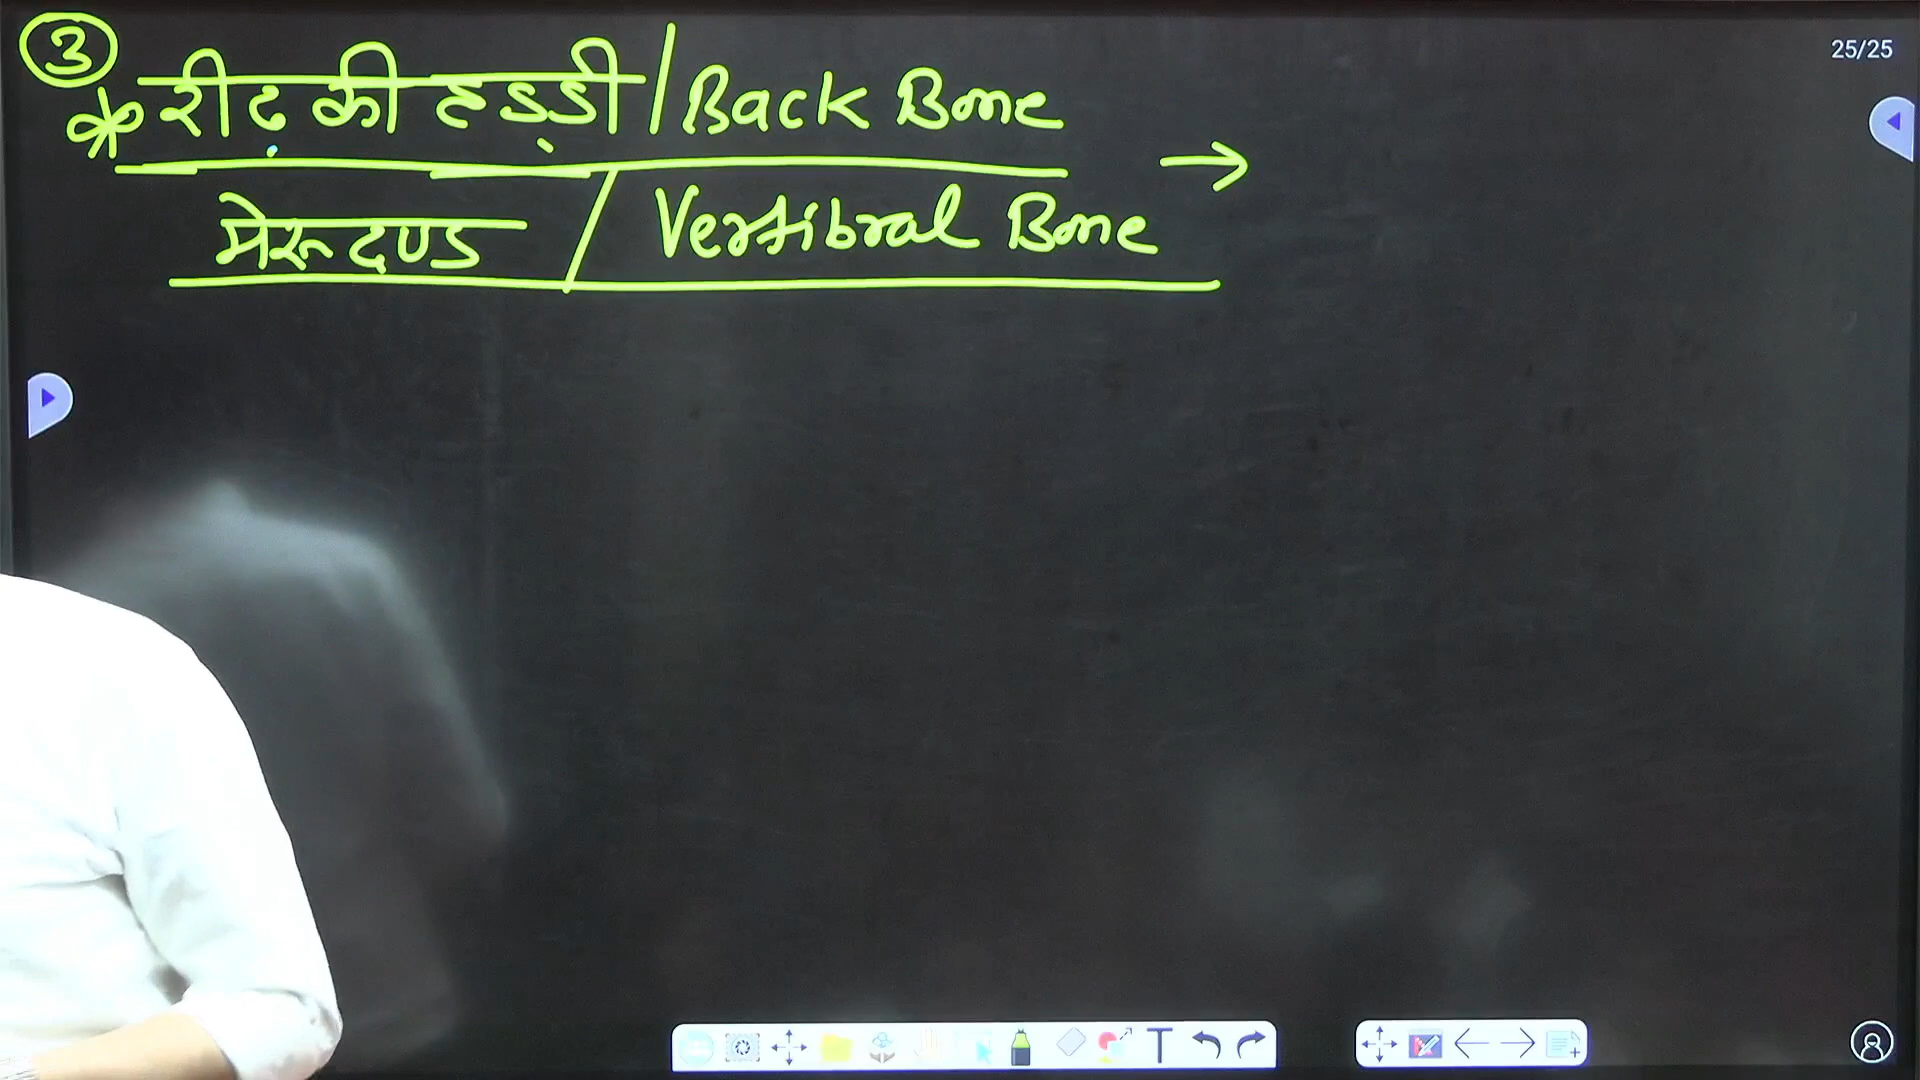 ③
25/25
* रीढ़ की हड़डी / Back Bone
मेरूदण्ड / Vertibral Bone →
T